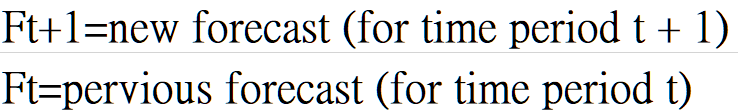 Ft+1=new forecast (for time period t + 1)
Ft=pervious forecast (for time period t)